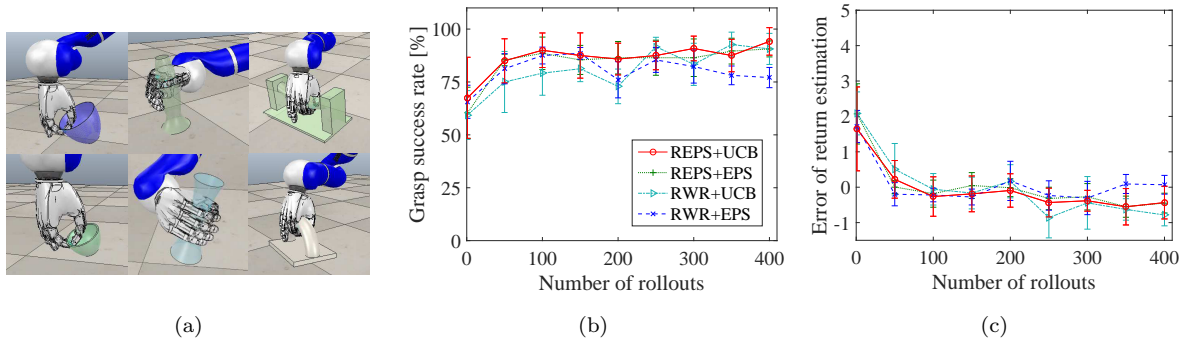 Grasp success rate [%]
100
75
50
25
0
REPS+UCB
REPS+EPS
RWR+UCB
RWR+EPS
0 100 200 300 400
Number of rollouts
Error of return estimation
5
4
3
2
1
0
-1
0 100 200 300 400
Number of rollouts
(a)
(b)
(c)